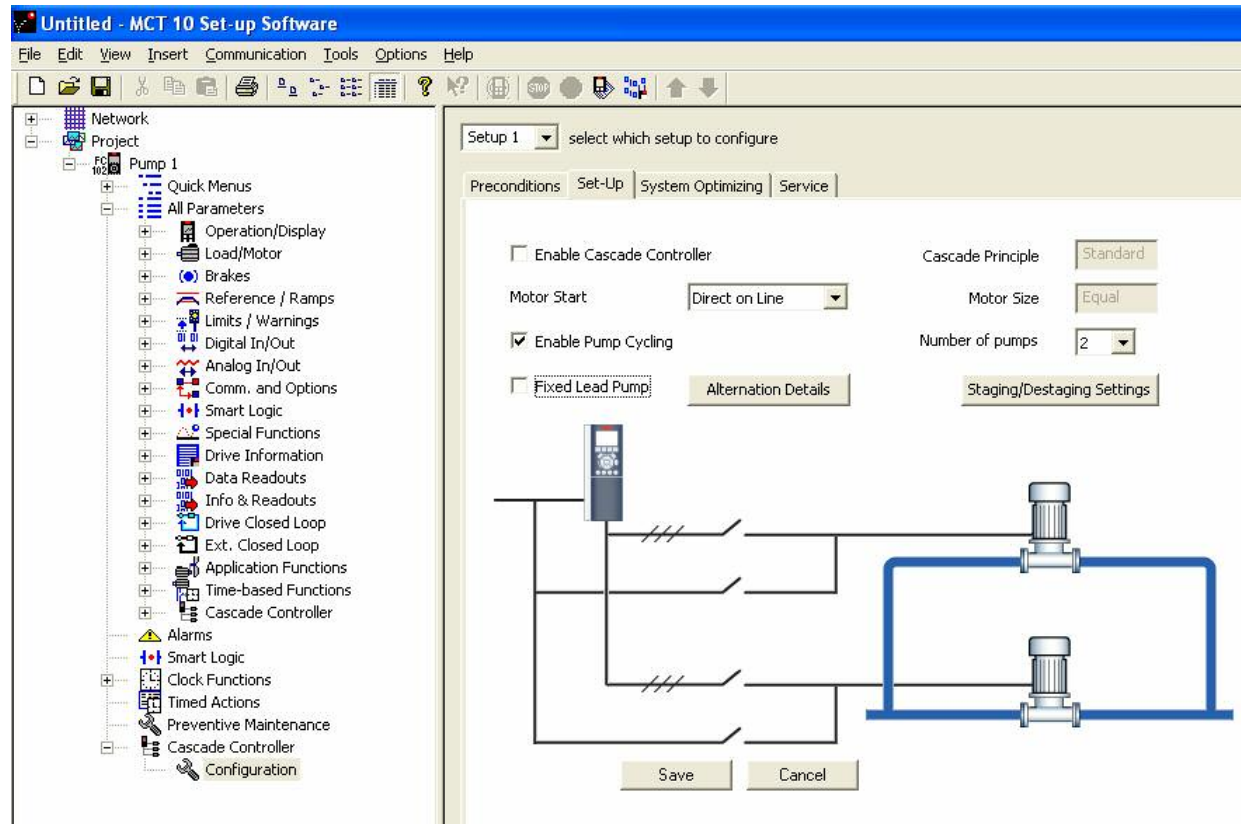 Untitled - MCT 10 Set-up Software
File Edit View Insert Communication Tools Options Help
STOP
Network
Project
FC 102 Pump 1
Quick Menus
All Parameters
Operation/Display
Load/Motor
Brakes
Reference / Ramps
Limits / Warnings
Digital In/Out
Analog In/Out
Comm. and Options
Smart Logic
Special Functions
Drive Information
Data Readouts
Info & Readouts
Drive Closed Loop
Ext. Closed Loop
Application Functions
Time-based Functions
Cascade Controller
Alarms
Smart Logic
Clock Functions
Timed Actions
Preventive Maintenance
Cascade Controller
Configuration
Setup 1 select which setup to configure
Preconditions Set-Up System Optimizing Service
Enable Cascade Controller Cascade Principle Standard
Motor Start Direct on Line Motor Size Equal
Enable Pump Cycling Number of pumps 2
Fixed Lead Pump Alternation Details Staging/Destaging Settings
Save Cancel